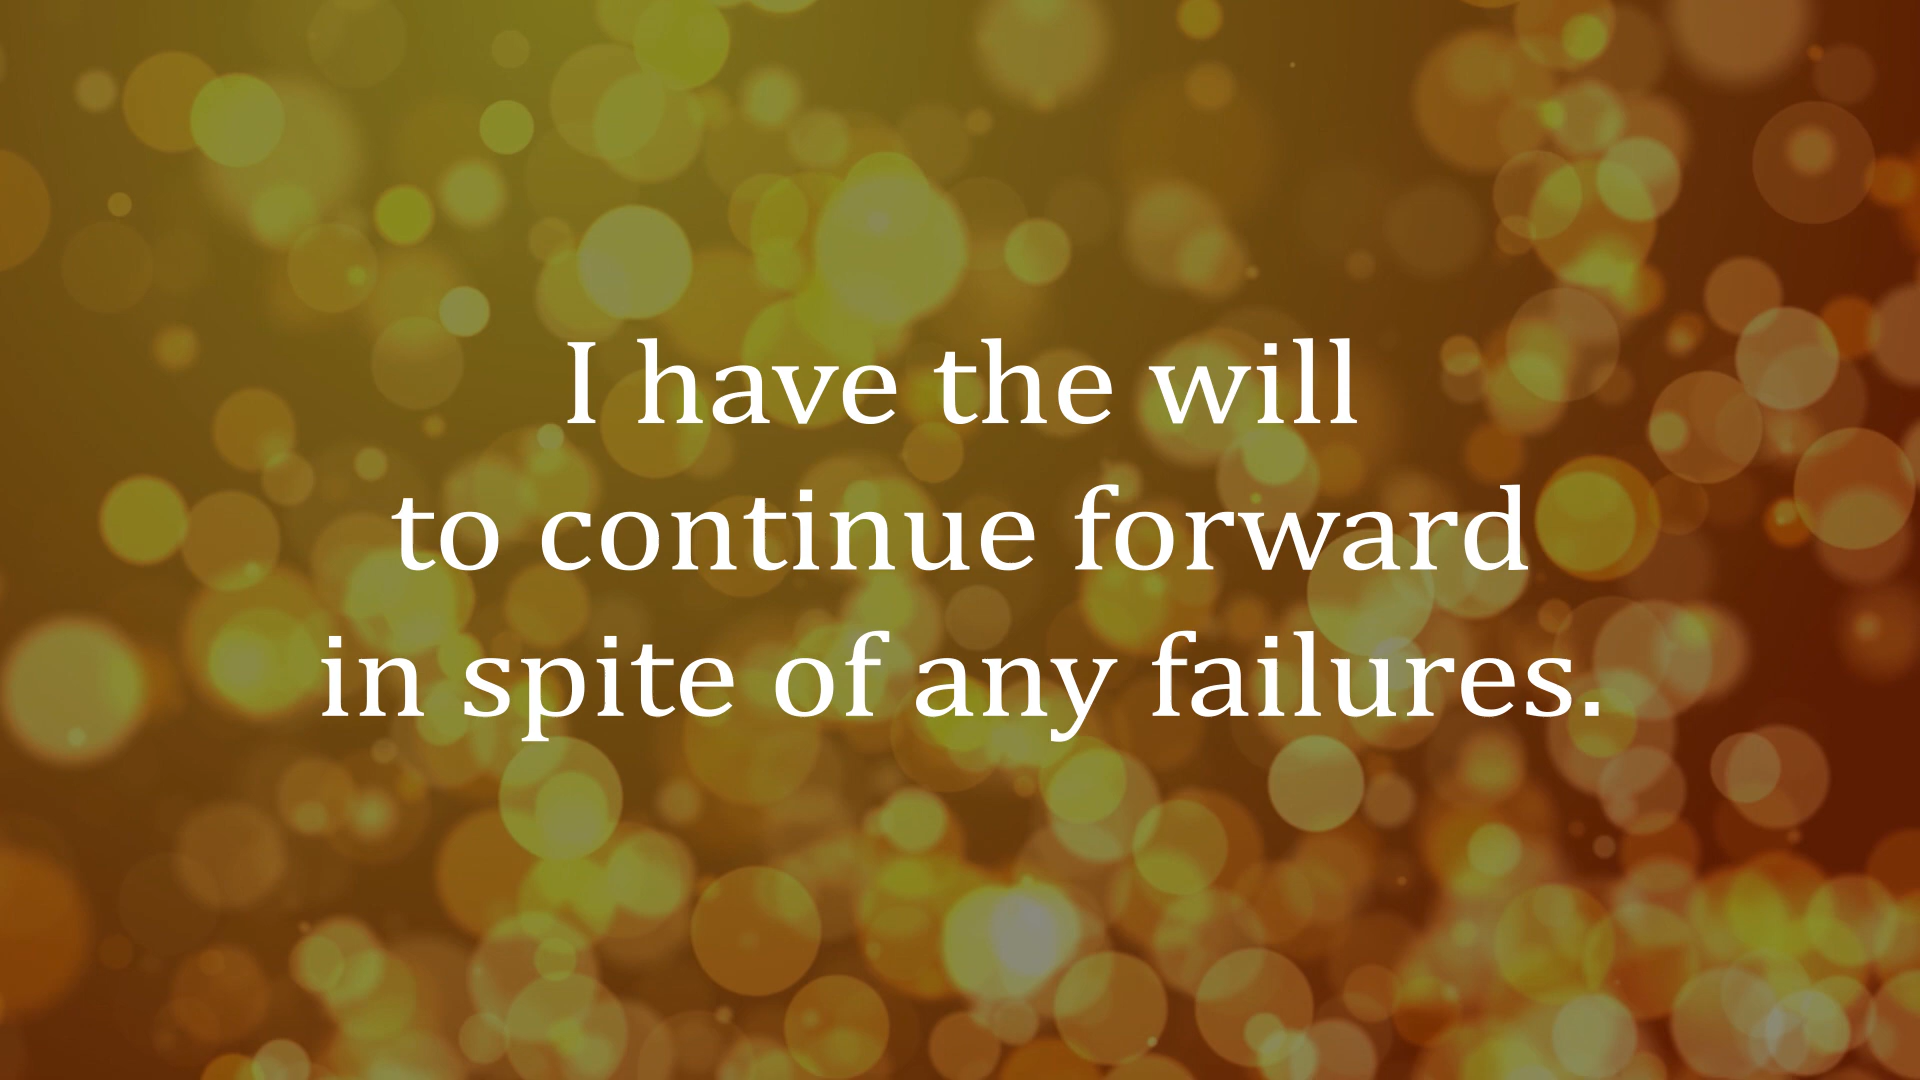 I have the will
to continue forward
in spite of any failures.